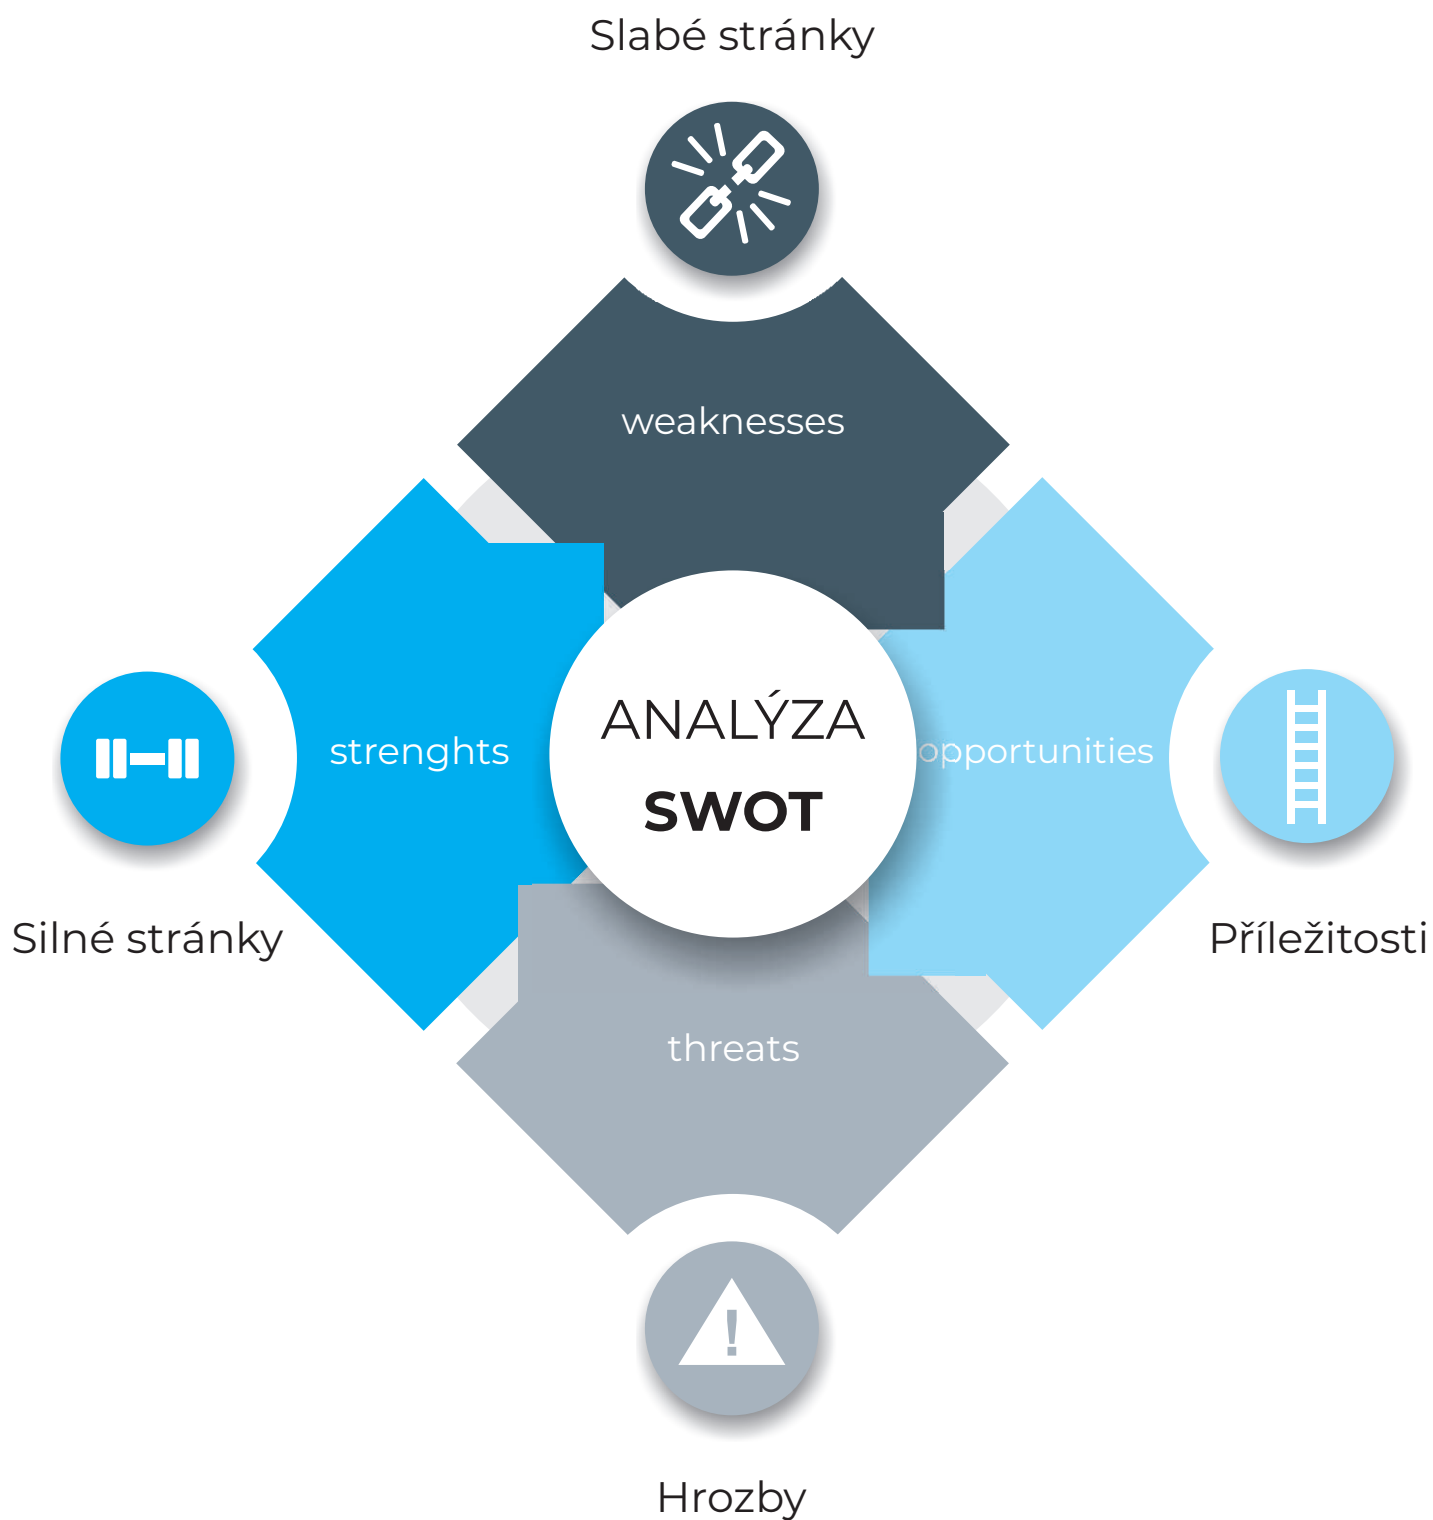 Slabé stránky
weaknesses
strenghts
ANALÝZA
SWOT
opportunities
Silné stránky
Příležitosti
threats
!
Hrozby